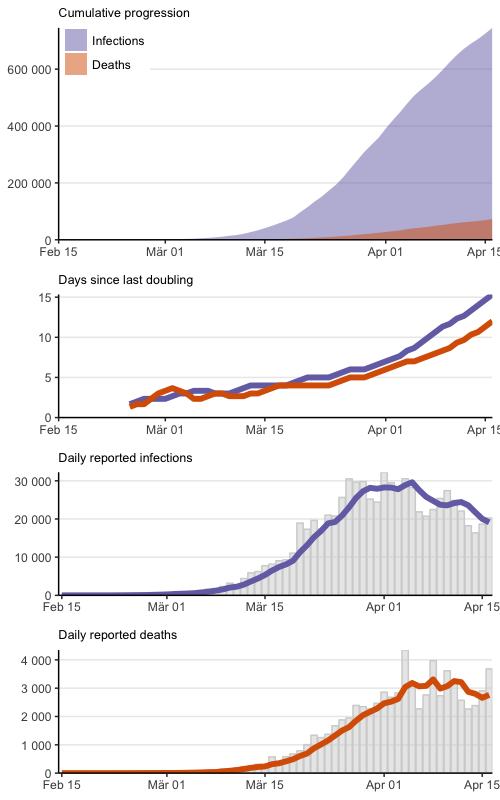 Cumulative progression
Infections
Deaths
600 000
400 000
200 000
0
Feb 15 Mär 01 Mär 15 Apr 01 Apr 15
Days since last doubling
15
10
5
0
Feb 15 Mär 01 Mär 15 Apr 01 Apr 15
Daily reported infections
30 000
20 000
10 000
0
Feb 15 Mär 01 Mär 15 Apr 01 Apr 15
Daily reported deaths
4 000
3 000
2 000
1 000
0
Feb 15 Mär 01 Mär 15 Apr 01 Apr 15